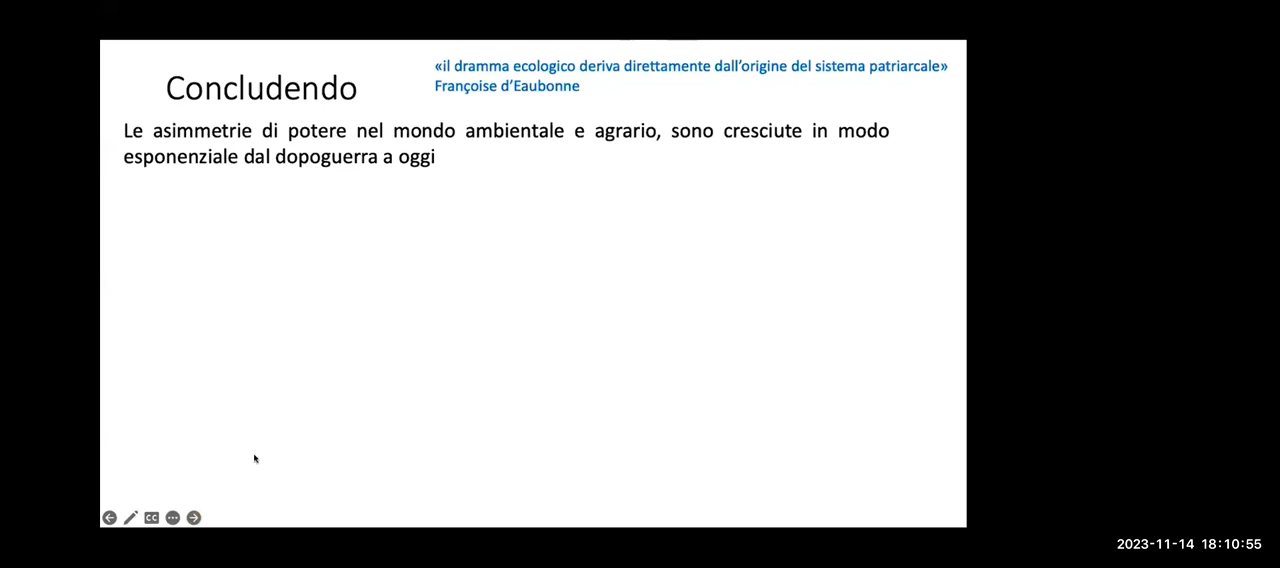 Concludendo
«il dramma ecologico deriva direttamente dall'origine del sistema patriarcale»
Françoise d'Eaubonne
Le asimmetrie di potere nel mondo ambientale e agrario, sono cresciute in modo
esponenziale dal dopoguerra a oggi
CC
2023-11-14 18:10:55